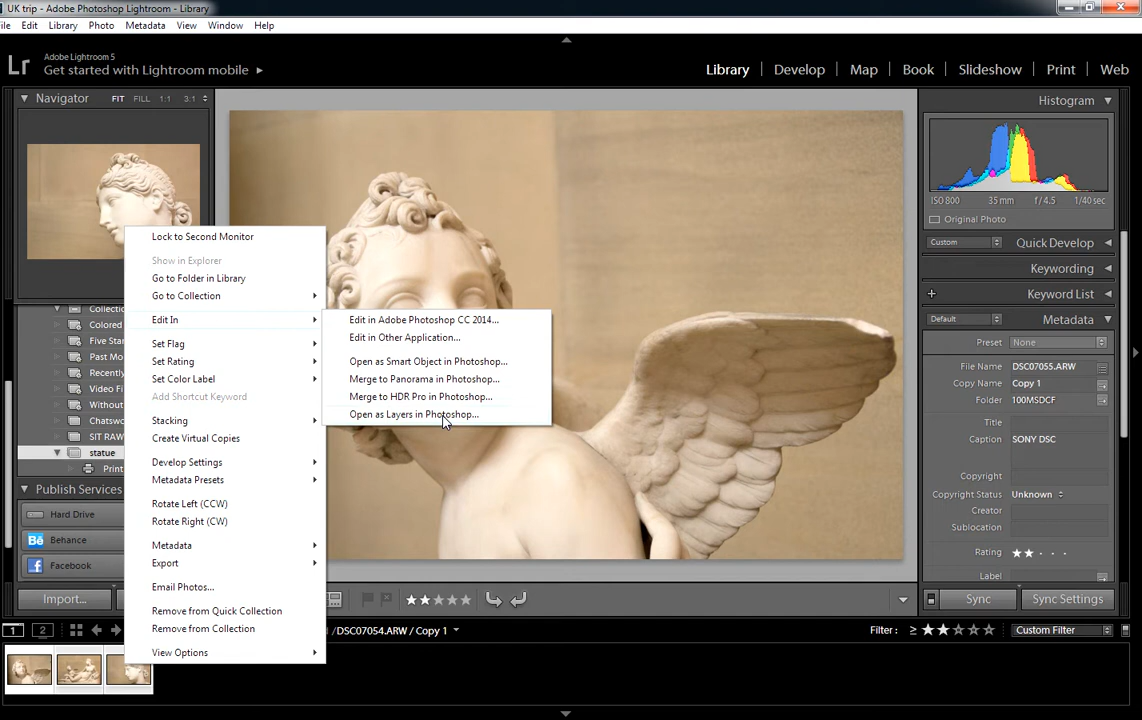 UK trip - Adobe Photoshop Lightroom - Library
File Edit Library Photo Metadata View Window Help
Lr
Adobe Lightroom 5
Get started with Lightroom mobile
Library Develop Map Book Slideshow Print Web
Navigator FIT FILL 1:1 3:1
Histogram
ISO 800 35 mm f / 4.5 1/40 sec
Original Photo
Custom Quick Develop
Keywording
Keyword List
Default Metadata
Preset None
File Name DSC07055.ARW
Copy Name Copy 1
Folder 100MSDCF
Title
Caption SONY DSC
Copyright
Copyright Status Unknown
Creator
Sublocation
Rating
Label
Sync Sync Settings
Lock to Second Monitor
Show in Explorer
Go to Folder in Library
Go to Collection
Edit In
Set Flag
Set Rating
Set Color Label
Add Shortcut Keyword
Stacking
Create Virtual Copies
Develop Settings
Metadata Presets
Rotate Left (CCW)
Rotate Right (CW)
Metadata
Export
Email Photos...
Remove from Quick Collection
Remove from Collection
View Options
Edit in Adobe Photoshop CC 2014...
Edit in Other Application...
Open as Smart Object in Photoshop...
Merge to Panorama in Photoshop...
Merge to HDR Pro in Photoshop...
Open as Layers in Photoshop...
Colored
Five Star
Past Mo
Recently
Video Fi
Without
Chatsw
SIT RAW
statue
Print
Publish Services
Hard Drive
Bē Behance
f Facebook
Import...
1 2
/DSC07054.ARW / Copy 1
Filter : ≥ Custom Filter